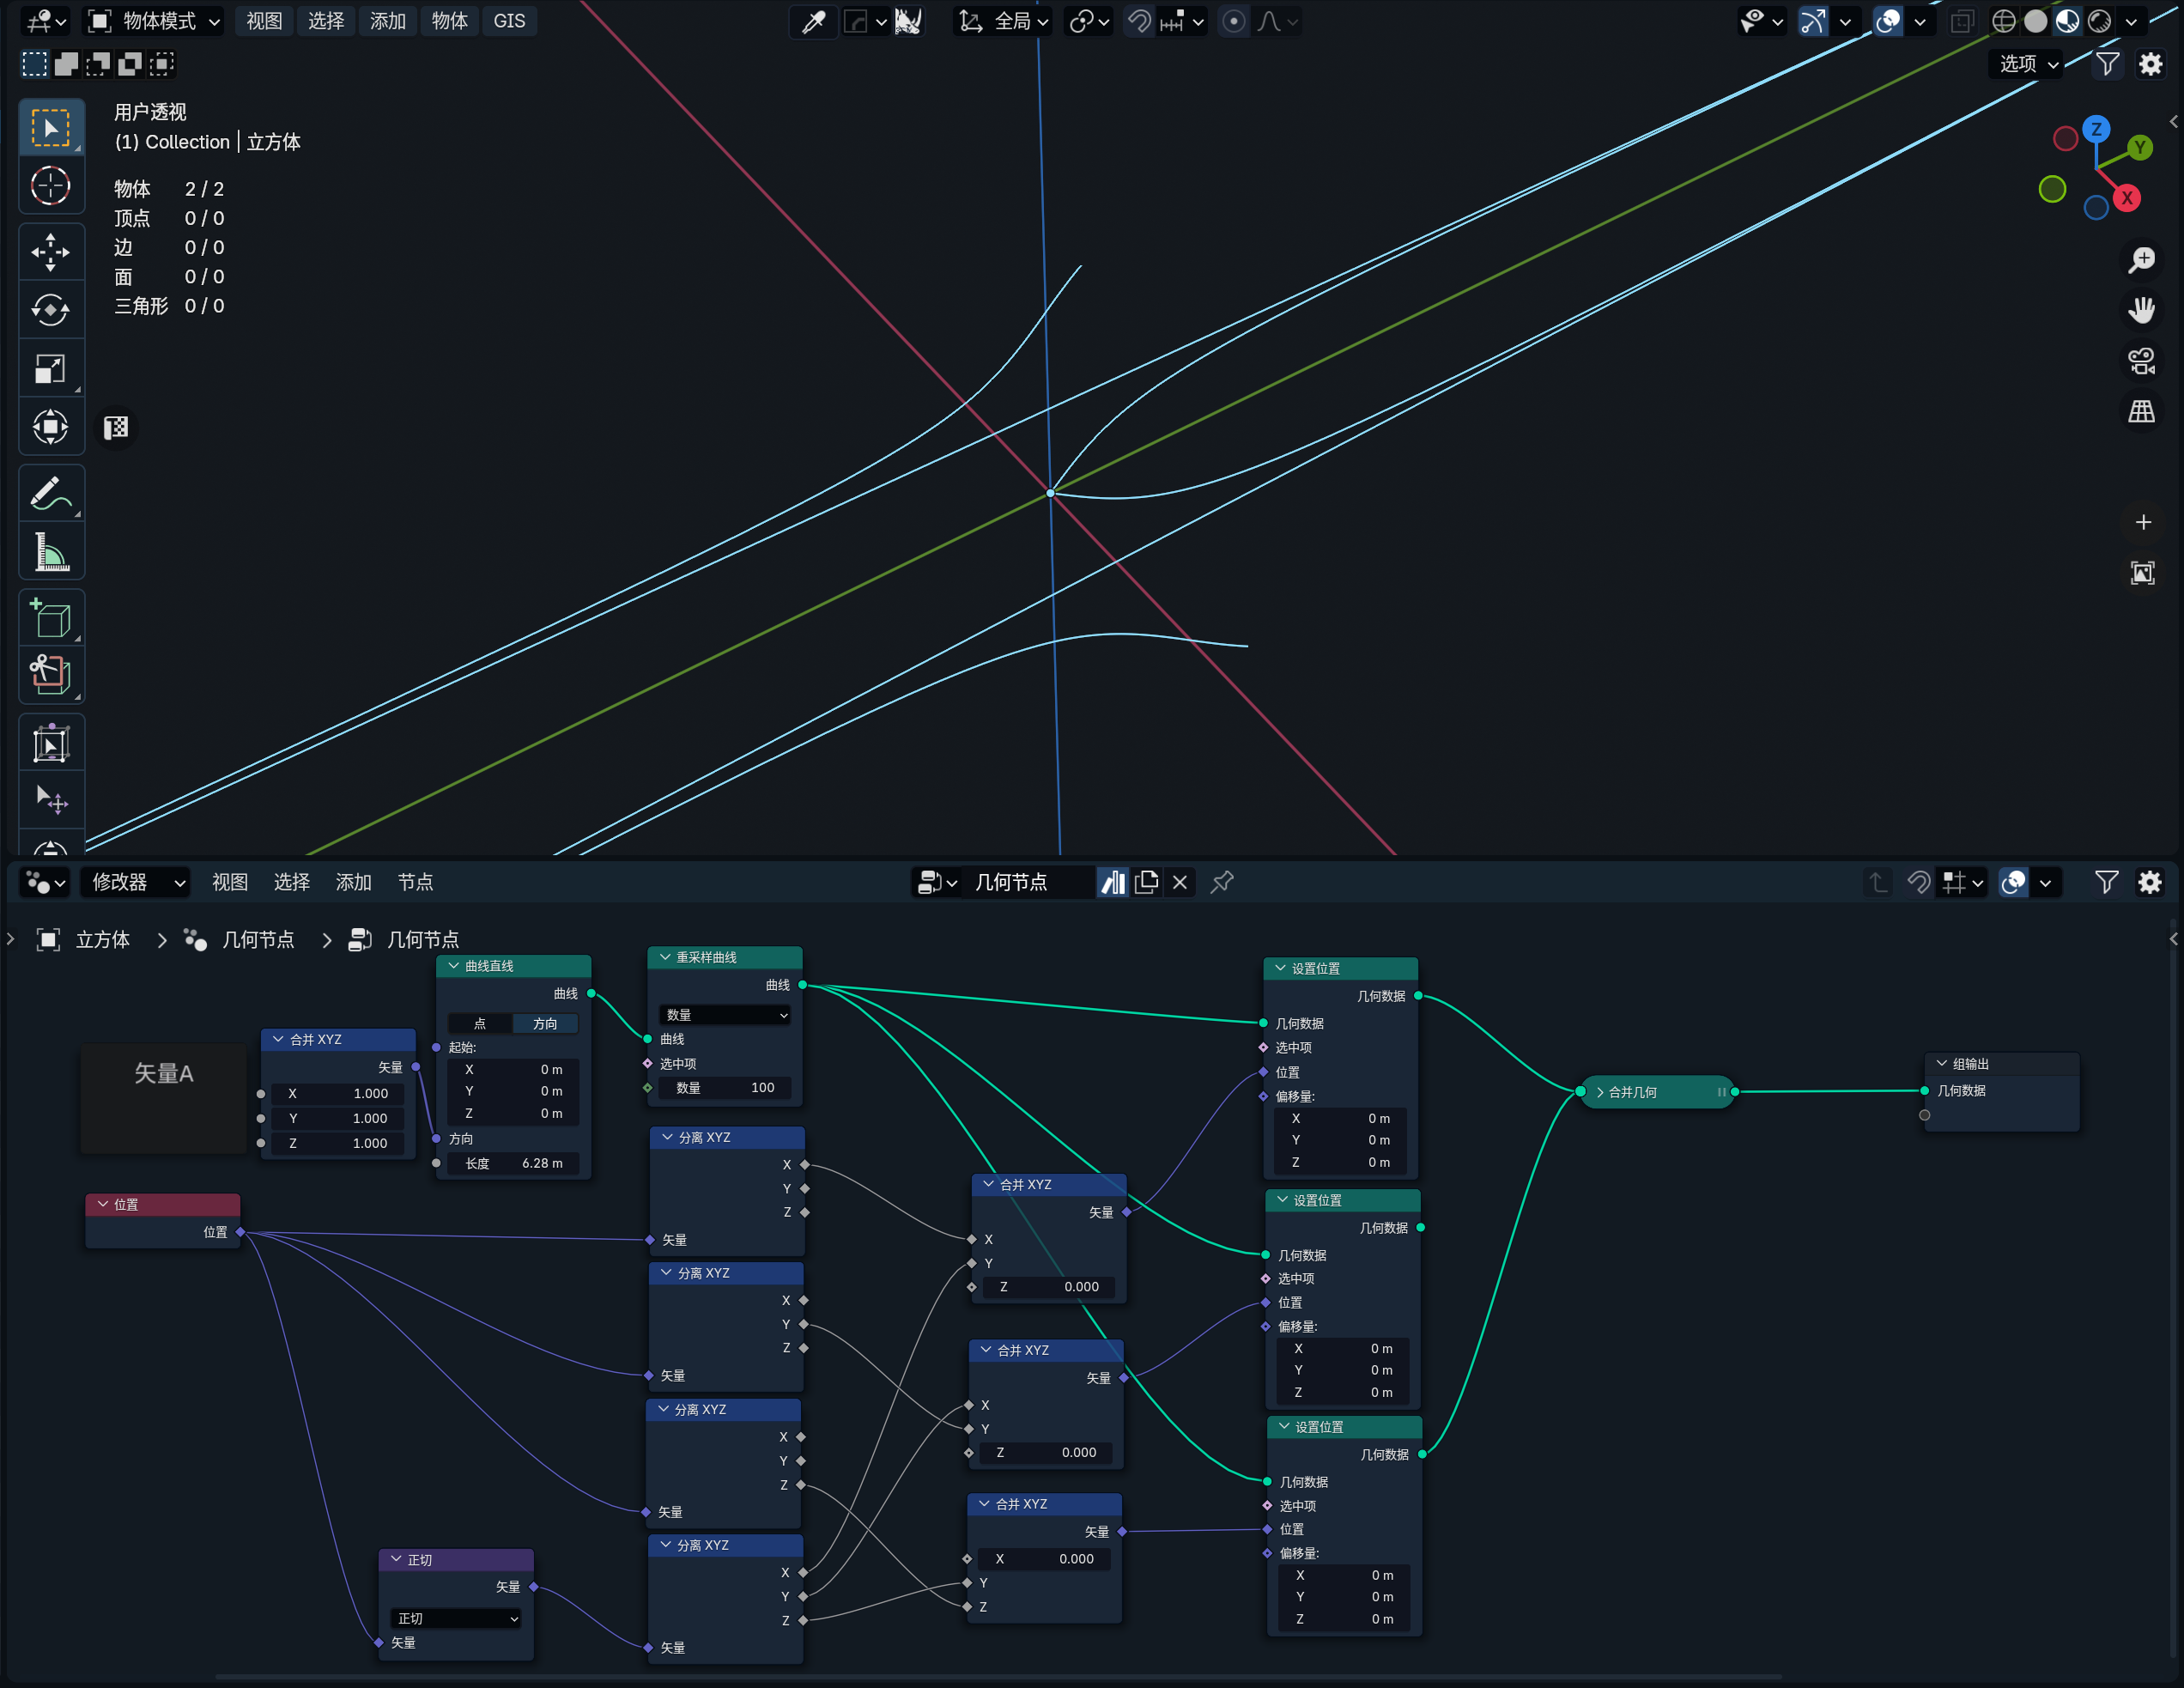 物体模式 视图 选择 添加 物体 GIS 全局
选项
用户透视
(1) Collection | 立方体
物体 2 / 2
顶点 0 / 0
边 0 / 0
面 0 / 0
三角形 0 / 0
Z
Y
X
修改器 视图 选择 添加 节点 几何节点
立方体 > 几何节点 > 几何节点
矢量A
合并 XYZ
矢量
X 1.000
Y 1.000
Z 1.000
曲线直线
曲线
点 方向
起始:
X 0 m
Y 0 m
Z 0 m
方向
长度 6.28 m
重采样曲线
曲线
数量
曲线
选中项
数量 100
位置
位置
分离 XYZ
X
Y
Z
矢量
分离 XYZ
X
Y
Z
矢量
分离 XYZ
X
Y
Z
矢量
分离 XYZ
X
Y
Z
矢量
正切
矢量
正切
矢量
合并 XYZ
矢量
X
Y
Z 0.000
合并 XYZ
矢量
X
Y
Z 0.000
合并 XYZ
矢量
X 0.000
Y
Z
设置位置
几何数据
几何数据
选中项
位置
偏移量:
X 0 m
Y 0 m
Z 0 m
设置位置
几何数据
几何数据
选中项
位置
偏移量:
X 0 m
Y 0 m
Z 0 m
设置位置
几何数据
几何数据
选中项
位置
偏移量:
X 0 m
Y 0 m
Z 0 m
合并几何
组输出
几何数据